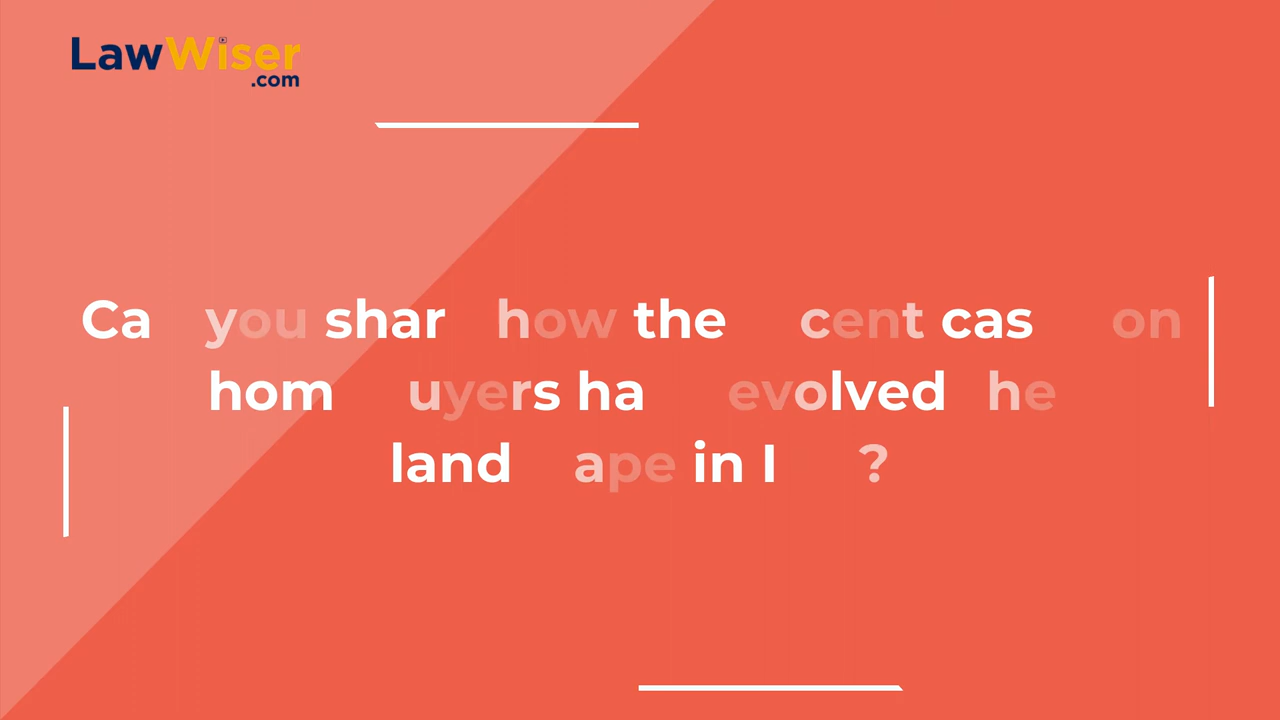 LawWiser
.com
Ca you shar how the cent cas on
hom uyers ha evolved he
land ape in I ?